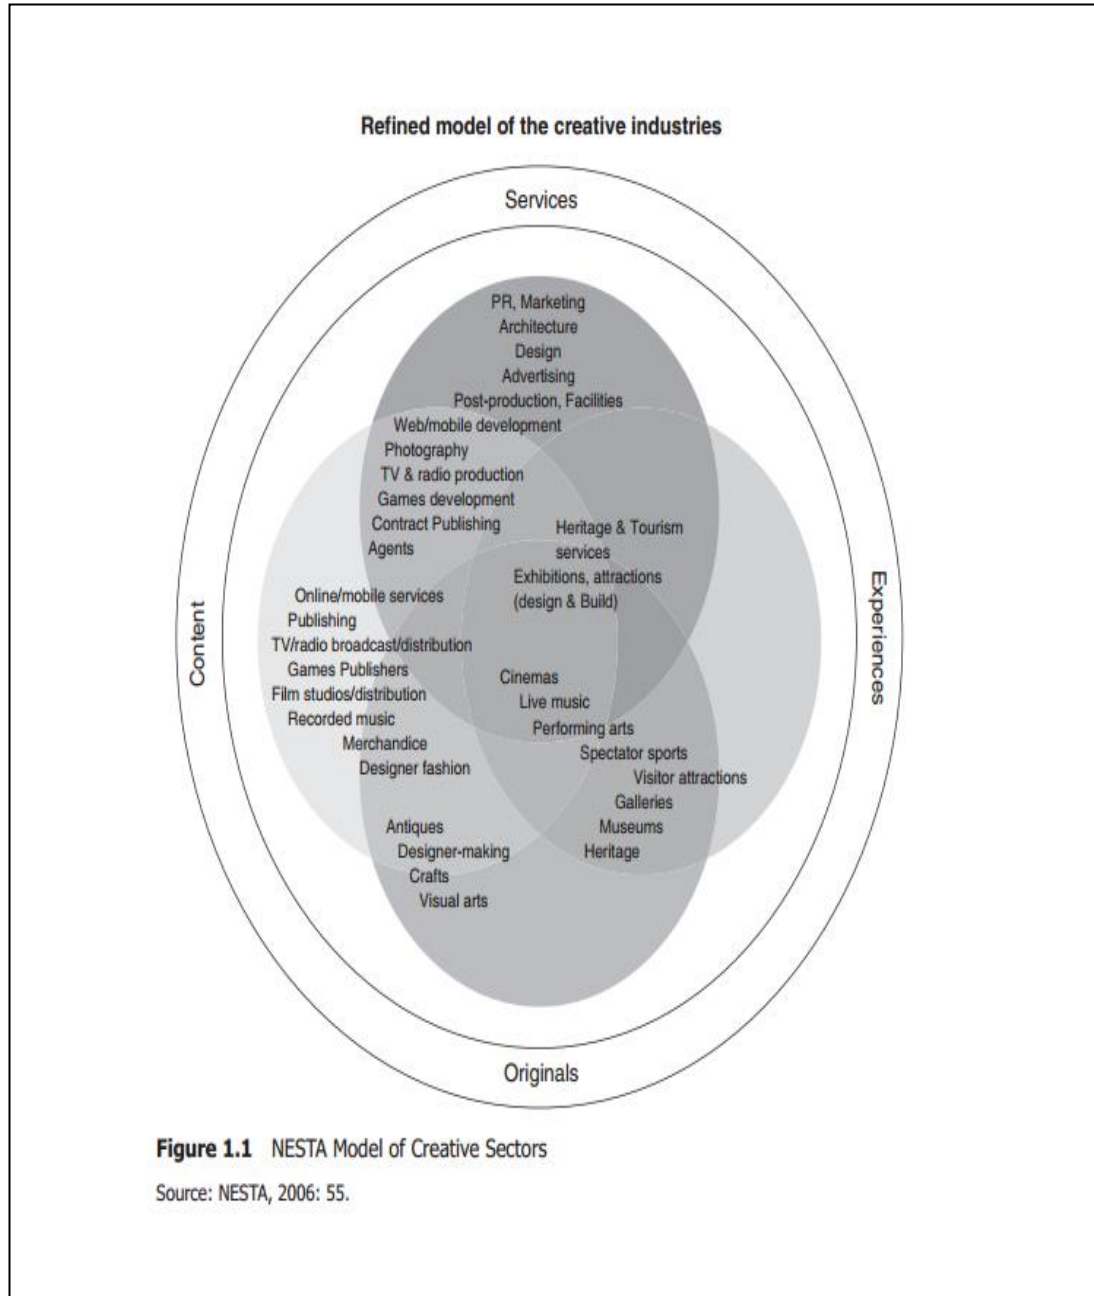 Refined model of the creative industries
Services
PR, Marketing
Architecture
Design
Advertising
Post-production, Facilities
Web/mobile development
Photography
TV & radio production
Games development
Contract Publishing
Agents
Heritage & Tourism
services
Exhibitions, attractions
(design & Build)
Content
Online/mobile services
Publishing
TV/radio broadcast/distribution
Games Publishers
Film studios/distribution
Recorded music
Merchandice
Designer fashion
Experiences
Cinemas
Live music
Performing arts
Spectator sports
Visitor attractions
Galleries
Museums
Heritage
Antiques
Designer-making
Crafts
Visual arts
Originals
Figure 1.1 NESTA Model of Creative Sectors
Source: NESTA, 2006: 55.